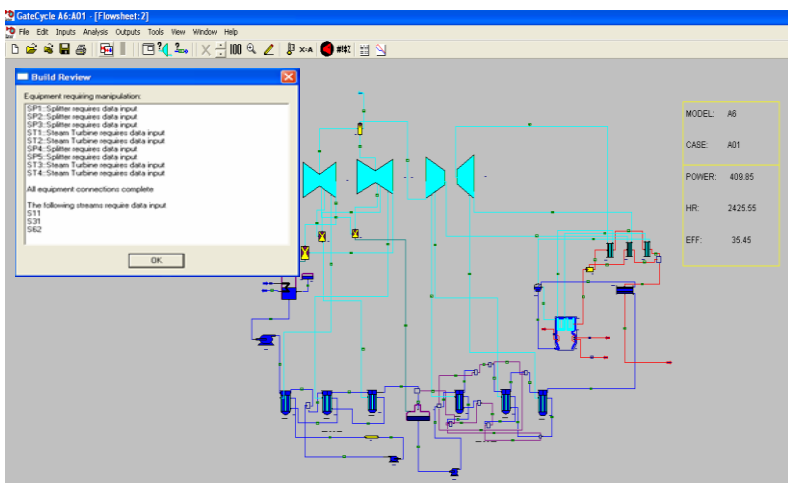 GateCycle A6:A01 - [Flowsheet:2]
File Edit Inputs Analysis Outputs Tools View Window Help
Build Review
Equipment requiring manipulation:
SP1::Splitter requires data input
SP2::Splitter requires data input
SP3::Splitter requires data input
ST1::Steam Turbine requires data input
ST2::Steam Turbine requires data input
SP4::Splitter requires data input
SP5::Splitter requires data input
ST3::Steam Turbine requires data input
ST4::Steam Turbine requires data input
All equipment connections complete
The following streams require data input
S11
S31
S62
OK
MODEL: A6
CASE: A01
POWER: 409.85
HR: 2425.55
EFF: 35.45